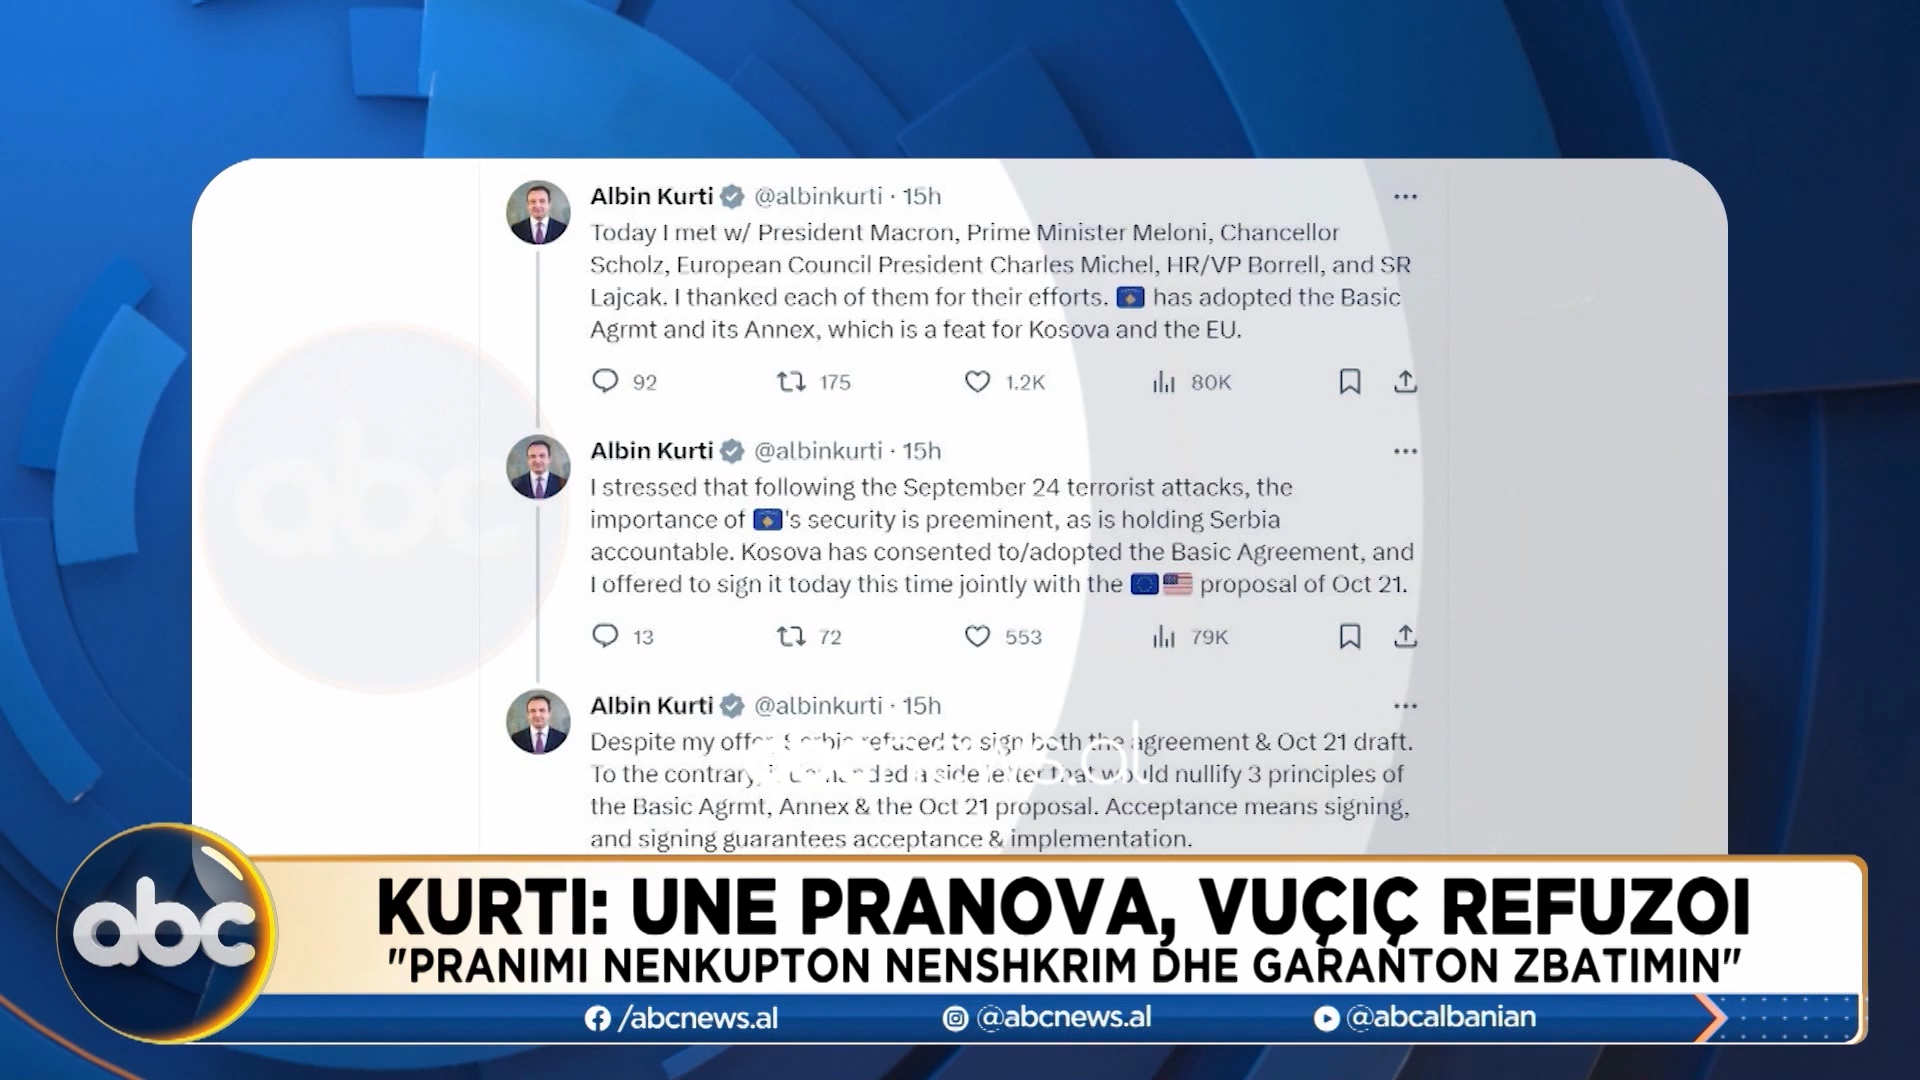 Albin Kurti @albinkurti · 15h
Today I met w/ President Macron, Prime Minister Meloni, Chancellor
Scholz, European Council President Charles Michel, HR/VP Borrell, and SR
Lajcak. I thanked each of them for their efforts. 🇽🇰 has adopted the Basic
Agrmt and its Annex, which is a feat for Kosova and the EU.
92 175 1.2K 80K
Albin Kurti @albinkurti · 15h
I stressed that following the September 24 terrorist attacks, the
importance of 🇽🇰's security is preeminent, as is holding Serbia
accountable. Kosova has consented to/adopted the Basic Agreement, and
I offered to sign it today this time jointly with the 🇪🇺🇺🇸 proposal of Oct 21.
13 72 553 79K
Albin Kurti @albinkurti · 15h
Despite my offer, Serbia refused to sign both the agreement & Oct 21 draft.
To the contrary, it demanded a side letter that would nullify 3 principles of
the Basic Agrmt, Annex & the Oct 21 proposal. Acceptance means signing,
and signing guarantees acceptance & implementation.
abc
abcnews.al
abc
KURTI: UNE PRANOVA, VUÇIÇ REFUZOI
"PRANIMI NENKUPTON NENSHKRIM DHE GARANTON ZBATIMIN"
/abcnews.al @abcnews.al @abcalbanian